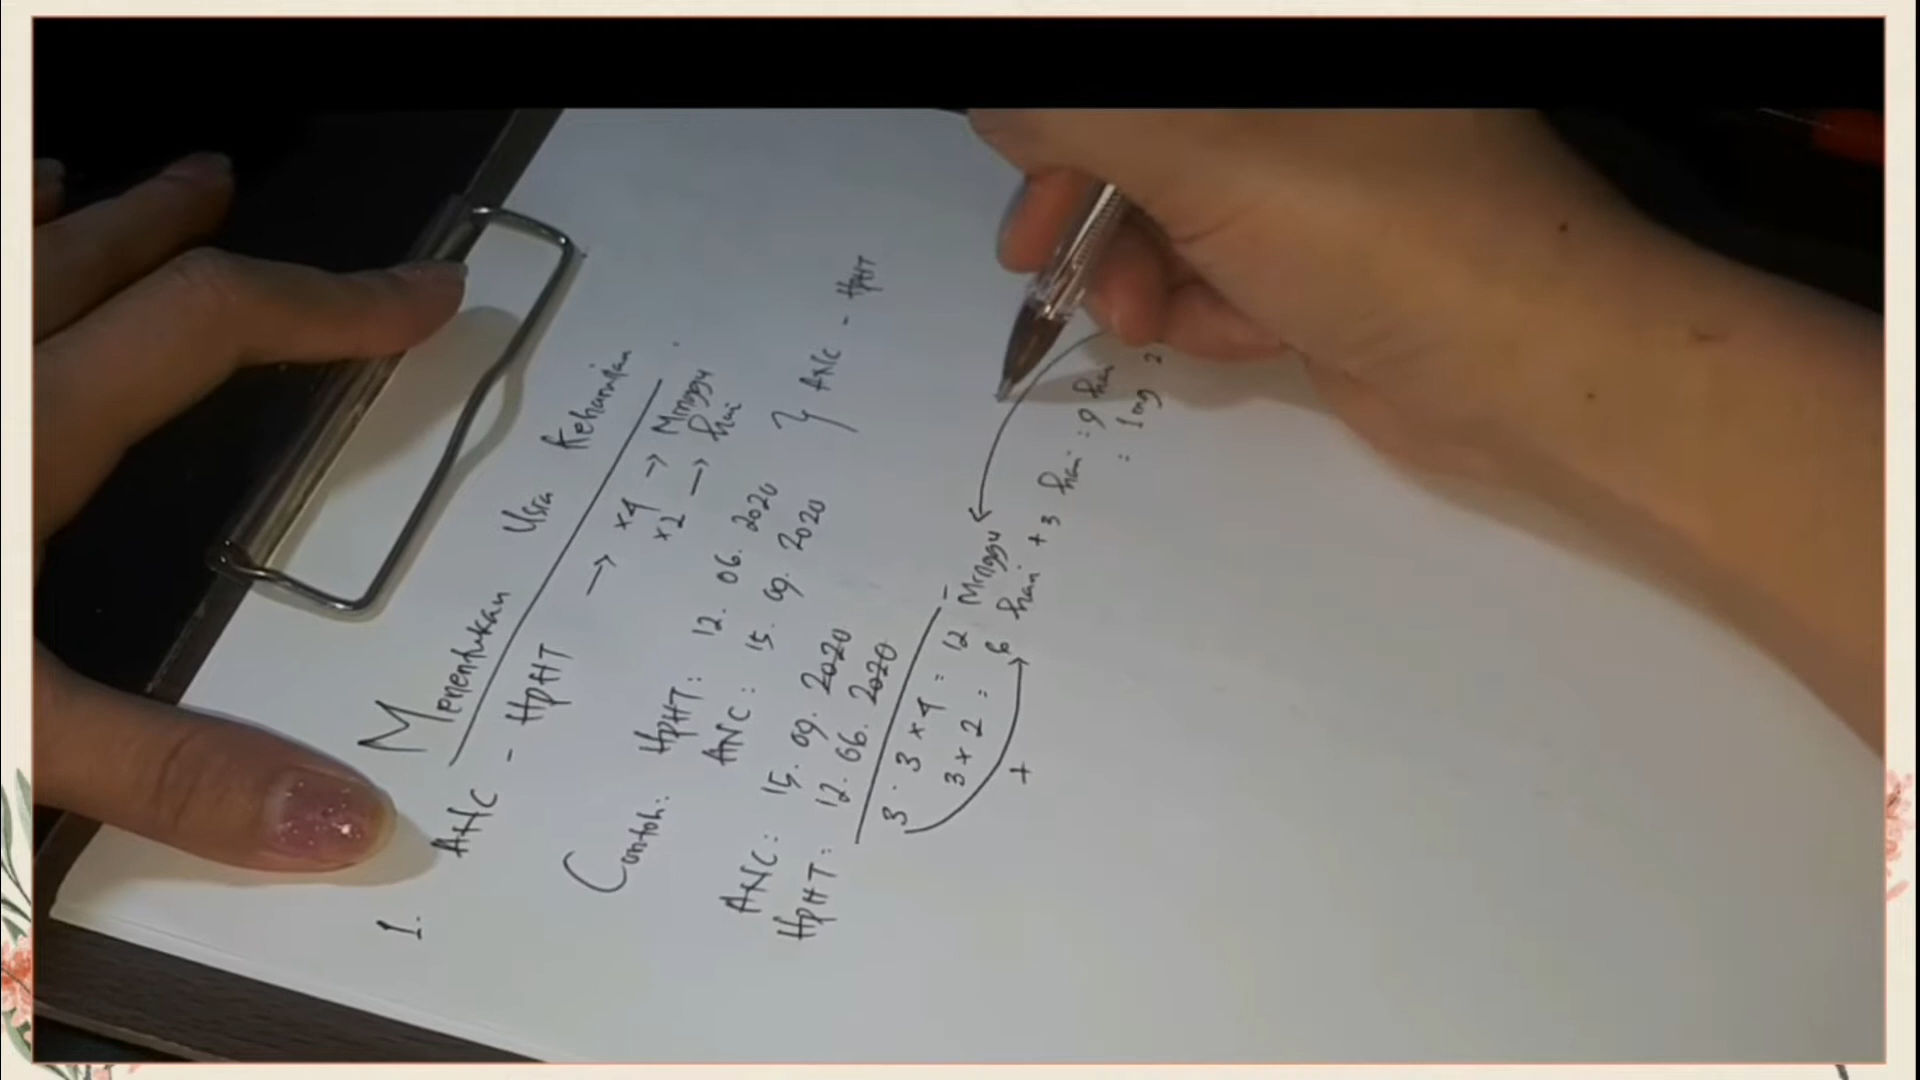 1. Menentukan Usia Kehamilan
ANC - HPHT → x4 → Minggu
x2 → hari
Contoh: HPHT: 12. 06. 2020
ANC: 15. 09. 2020 } ANC - HPHT
ANC: 15. 09. 2020
HPHT: 12. 06. 2020 -
3. 3 x 4 = 12 Minggu
3 x 2 = 6 hari + 3 hari: 9 hari
+ = 1 mg 2